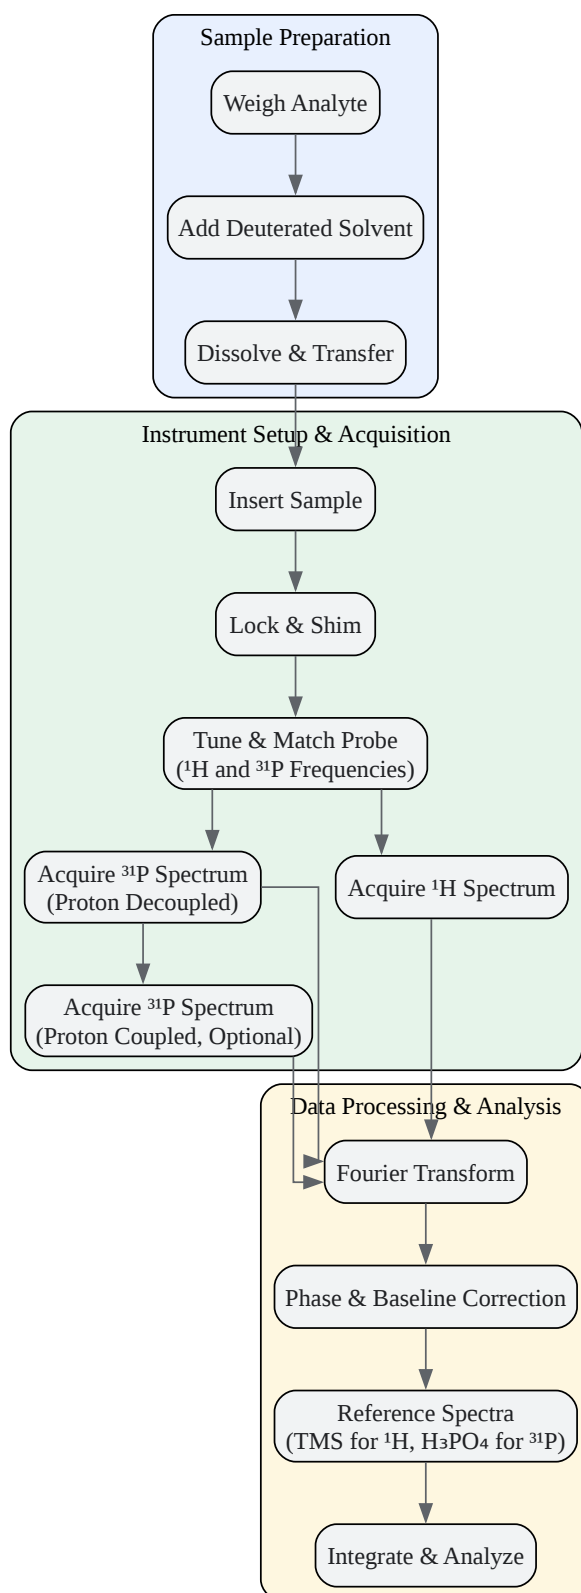 Sample Preparation
Weigh Analyte
Add Deuterated Solvent
Dissolve & Transfer
Instrument Setup & Acquisition
Insert Sample
Lock & Shim
Tune & Match Probe
(¹H and ³¹P Frequencies)
Acquire ³¹P Spectrum
(Proton Decoupled)
Acquire ¹H Spectrum
Acquire ³¹P Spectrum
(Proton Coupled, Optional)
Data Processing & Analysis
Fourier Transform
Phase & Baseline Correction
Reference Spectra
(TMS for ¹H, H₃PO₄ for ³¹P)
Integrate & Analyze